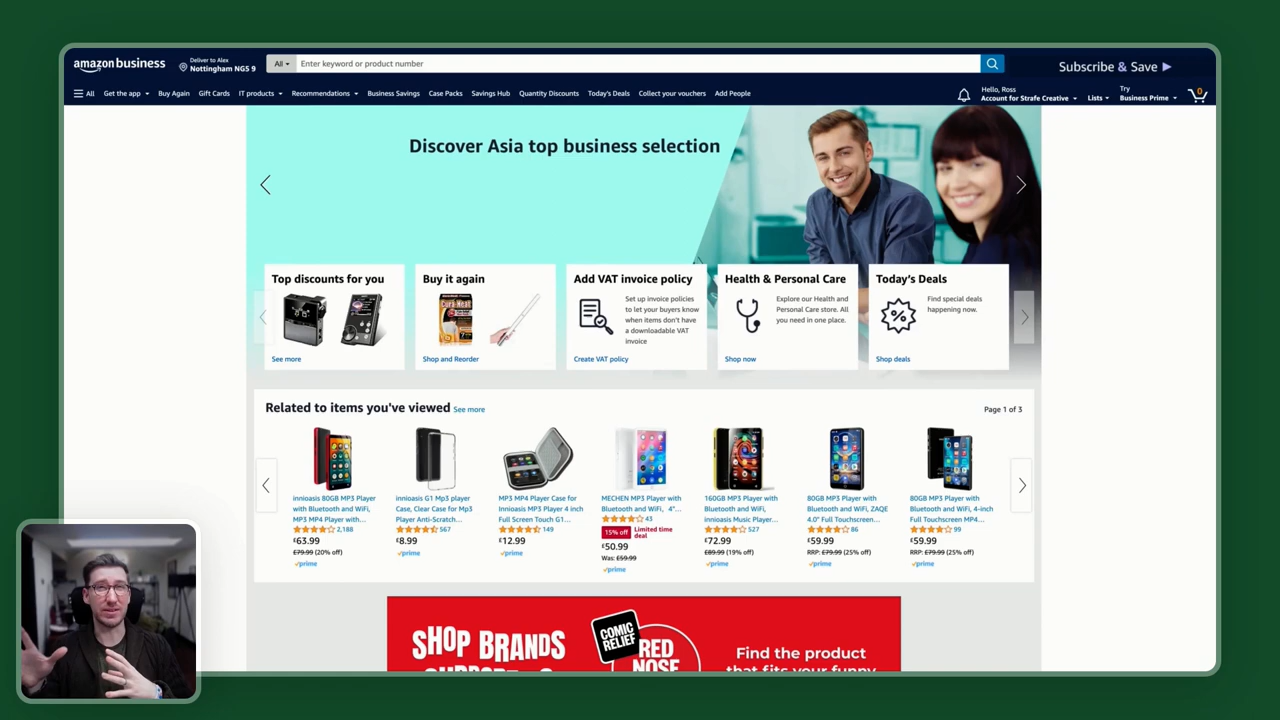 amazon business
Deliver to Alex
Nottingham NG5 9
All
Enter keyword or product number
Subscribe & Save
All
Get the app
Buy Again
Gift Cards
IT products
Recommendations
Business Savings
Case Packs
Savings Hub
Quantity Discounts
Today's Deals
Collect your vouchers
Add People
Hello, Ross
Account for Strafe Creative
Lists
Try
Business Prime
0
Discover Asia top business selection
Top discounts for you
See more
Buy it again
Shop and Reorder
Add VAT invoice policy
Set up invoice policies
to let your buyers know
when items don't have
a downloadable VAT
invoice
Create VAT policy
Health & Personal Care
Explore our Health and
Personal Care store. All
you need in one place.
Shop now
Today's Deals
Find special deals
happening now.
Shop deals
Related to items you've viewed See more
Page 1 of 3
innioasis 80GB MP3 Player
with Bluetooth and WiFi,
MP3 MP4 Player with...
2,188
£63.99
£79.99 (20% off)
prime
innioasis G1 Mp3 player
Case, Clear Case for Mp3
Player Anti-Scratch...
567
£8.99
prime
MP3 MP4 Player Case for
Innioasis MP3 Player 4 inch
Full Screen Touch G1...
149
£12.99
prime
MECHEN MP3 Player with
Bluetooth and WiFi, 4"...
43
15% off Limited time
deal
£50.99
Was: £59.99
prime
160GB MP3 Player with
Bluetooth and WiFi,
innioasis Music Player...
527
£72.99
£89.99 (19% off)
prime
80GB MP3 Player with
Bluetooth and WiFi, ZAQE
4.0" Full Touchscreen...
86
£59.99
RRP: £79.99 (25% off)
prime
80GB MP3 Player with
Bluetooth and WiFi, 4-inch
Full Touchscreen MP4...
99
£59.99
RRP: £79.99 (25% off)
prime
SHOP BRANDS
COMIC
RELIEF
RED
NOSE
Find the product
that fits your funny